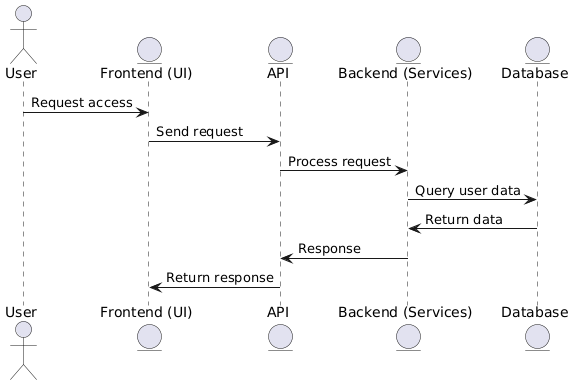 User
Frontend (UI)
API
Backend (Services)
Database
Request access
Send request
Process request
Query user data
Return data
Response
Return response
User
Frontend (UI)
API
Backend (Services)
Database